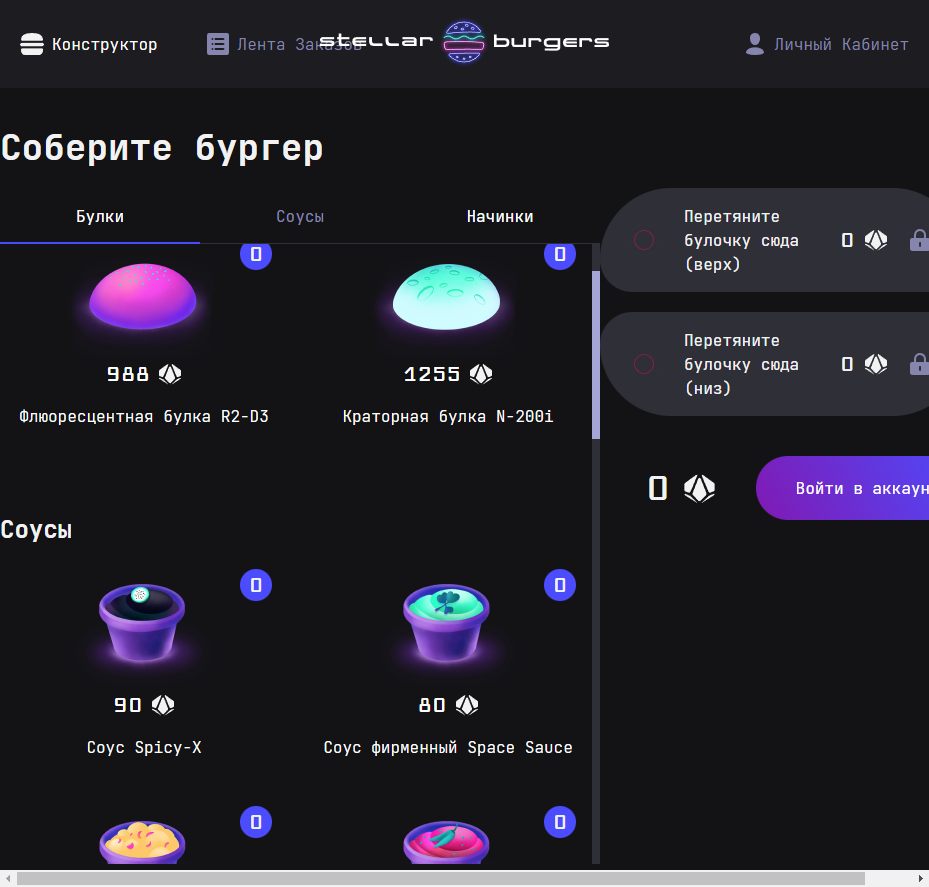 Конструктор
Лента Заказов
stellar burgers
Личный Кабинет
Соберите бургер
Булки
Соусы
Начинки
0
0
988
1255
Флюоресцентная булка R2-D3
Краторная булка N-200i
Перетяните
булочку сюда
(верх)
0
Перетяните
булочку сюда
(низ)
0
0
Войти в аккаун
Соусы
0
0
90
80
Соус Spicy-X
Соус фирменный Space Sauce
0
0